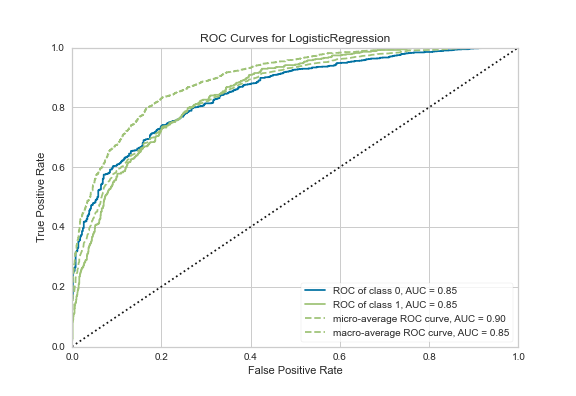 ROC Curves for LogisticRegression
1.0
0.8
0.6
0.4
0.2
0.0
True Positive Rate
ROC of class 0, AUC = 0.85
ROC of class 1, AUC = 0.85
micro-average ROC curve, AUC = 0.90
macro-average ROC curve, AUC = 0.85
0.0 0.2 0.4 0.6 0.8 1.0
False Positive Rate